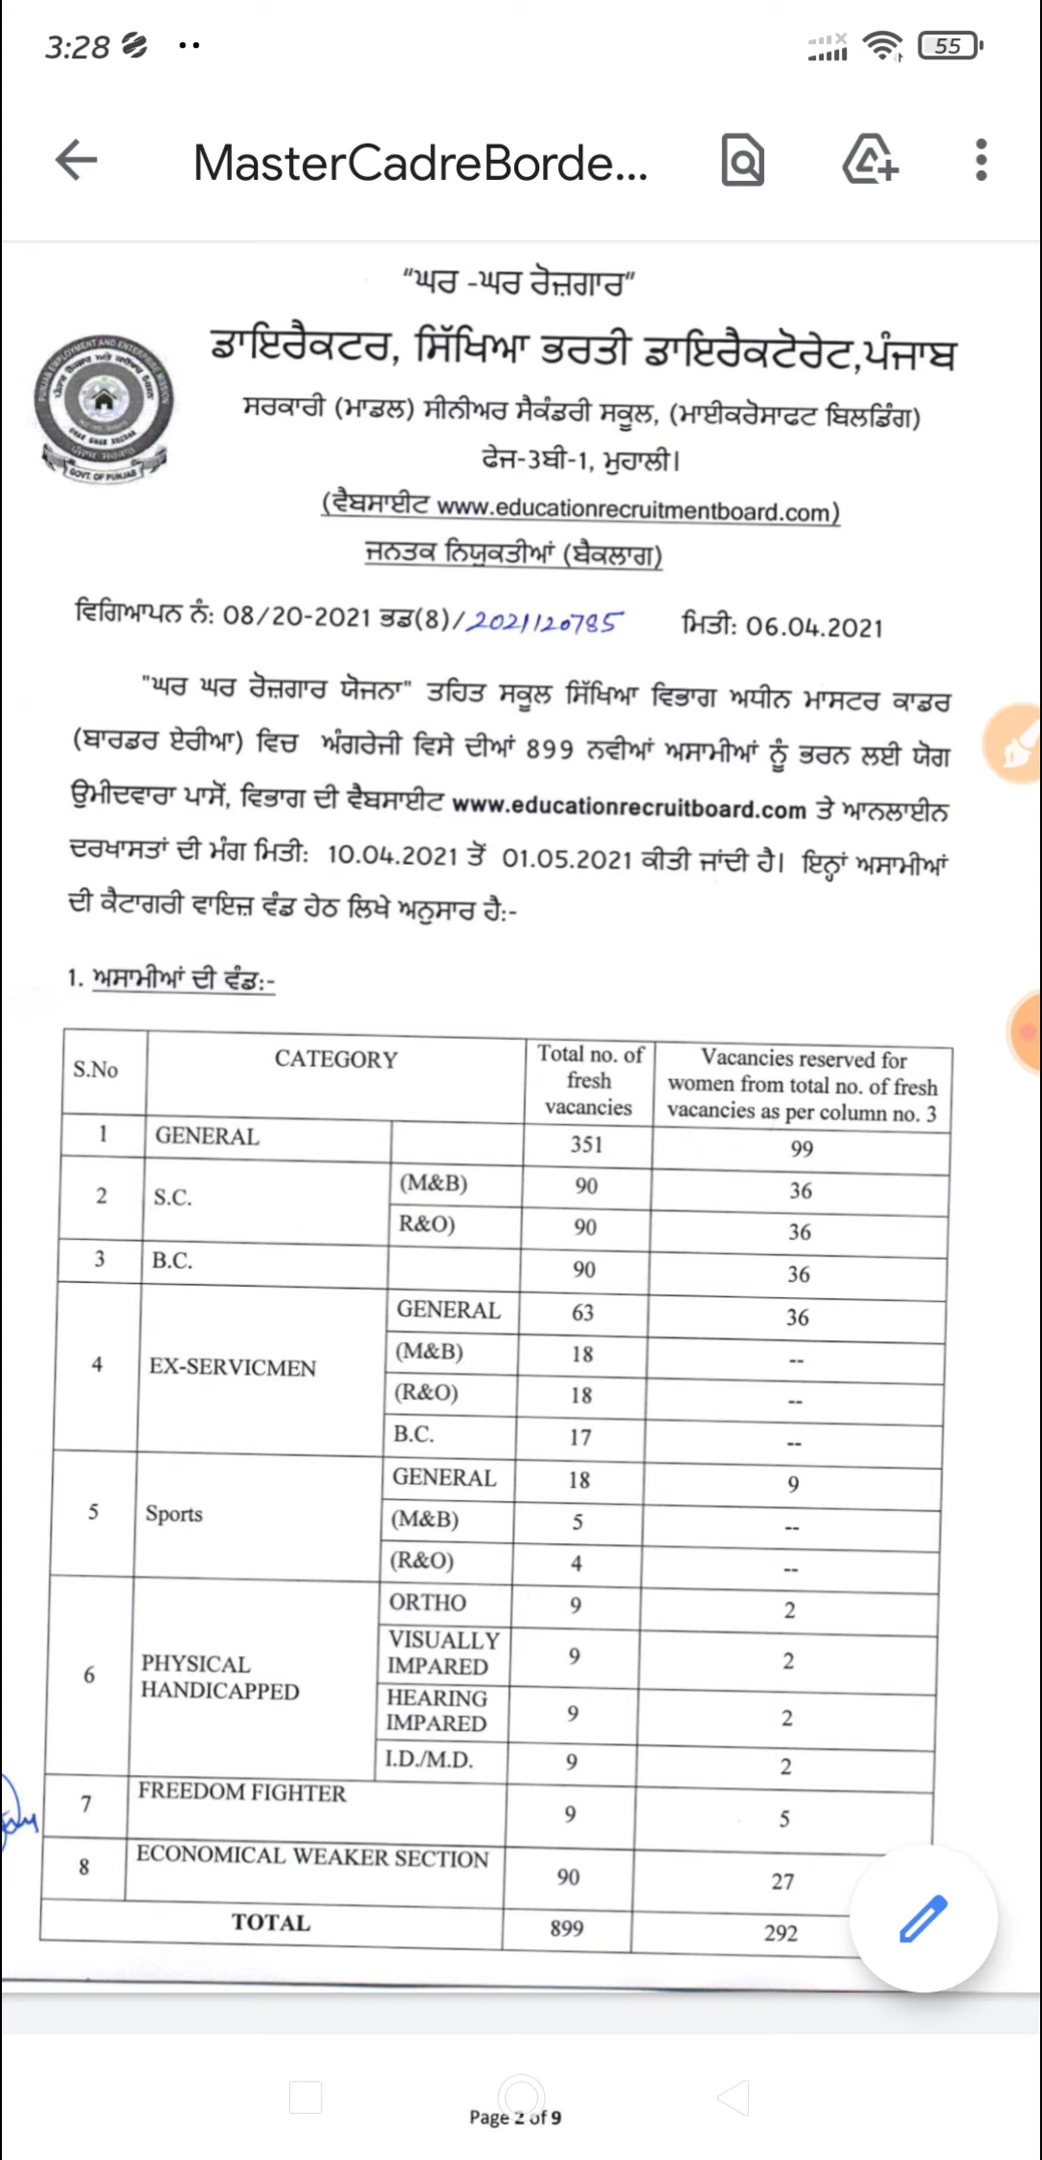 3:28
55
MasterCadreBorde...
"ਘਰ -ਘਰ ਰੋਜ਼ਗਾਰ"
ਡਾਇਰੈਕਟਰ, ਸਿੱਖਿਆ ਭਰਤੀ ਡਾਇਰੈਕਟੋਰੇਟ,ਪੰਜਾਬ
ਸਰਕਾਰੀ (ਮਾਡਲ) ਸੀਨੀਅਰ ਸੈਕੰਡਰੀ ਸਕੂਲ, (ਮਾਈਕਰੋਸਾਫਟ ਬਿਲਡਿੰਗ)
ਫੇਜ-3ਬੀ-1, ਮੁਹਾਲੀ।
(ਵੈਬਸਾਈਟ www.educationrecruitmentboard.com)
ਜਨਤਕ ਨਿਯੁਕਤੀਆਂ (ਬੈਕਲਾਗ)
GOVT. OF PUNJAB
ਵਿਗਿਆਪਨ ਨੰ: 08/20-2021 ਭਡ(8)/2021120785 ਮਿਤੀ: 06.04.2021
"ਘਰ ਘਰ ਰੋਜ਼ਗਾਰ ਯੋਜਨਾ" ਤਹਿਤ ਸਕੂਲ ਸਿੱਖਿਆ ਵਿਭਾਗ ਅਧੀਨ ਮਾਸਟਰ ਕਾਡਰ
(ਬਾਰਡਰ ਏਰੀਆ) ਵਿਚ ਅੰਗਰੇਜੀ ਵਿਸੇ ਦੀਆਂ 899 ਨਵੀਆਂ ਅਸਾਮੀਆਂ ਨੂੰ ਭਰਨ ਲਈ ਯੋਗ
ਉਮੀਦਵਾਰਾ ਪਾਸੋਂ, ਵਿਭਾਗ ਦੀ ਵੈਬਸਾਈਟ www.educationrecruitboard.com ਤੇ ਆਨਲਾਈਨ
ਦਰਖਾਸਤਾਂ ਦੀ ਮੰਗ ਮਿਤੀ: 10.04.2021 ਤੋਂ 01.05.2021 ਕੀਤੀ ਜਾਂਦੀ ਹੈ। ਇਨ੍ਹਾਂ ਅਸਾਮੀਆਂ
ਦੀ ਕੈਟਾਗਰੀ ਵਾਇਜ਼ ਵੰਡ ਹੇਠ ਲਿਖੇ ਅਨੁਸਾਰ ਹੈ:-
1. ਅਸਾਮੀਆਂ ਦੀ ਵੰਡ:-
S.No CATEGORY Total no. of fresh vacancies Vacancies reserved for women from total no. of fresh vacancies as per column no. 3
1 GENERAL 351 99
2 S.C. (M&B) 90 36
R&O) 90 36
3 B.C. 90 36
4 EX-SERVICMEN GENERAL 63 36
(M&B) 18 --
(R&O) 18 --
B.C. 17 --
5 Sports GENERAL 18 9
(M&B) 5 --
(R&O) 4 --
6 PHYSICAL HANDICAPPED ORTHO 9 2
VISUALLY IMPARED 9 2
HEARING IMPARED 9 2
I.D./M.D. 9 2
7 FREEDOM FIGHTER 9 5
8 ECONOMICAL WEAKER SECTION 90 27
TOTAL 899 292
Page 2 of 9